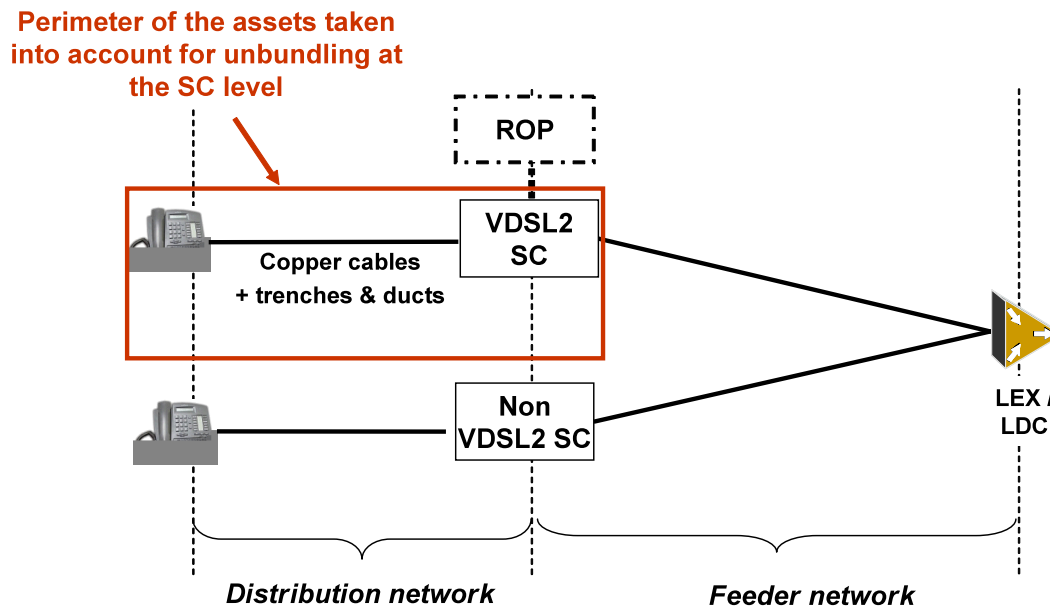 Perimeter of the assets taken
into account for unbundling at
the SC level
ROP
VDSL2
SC
Copper cables
+ trenches & ducts
Non
VDSL2 SC
LEX /
LDC
Distribution network
Feeder network